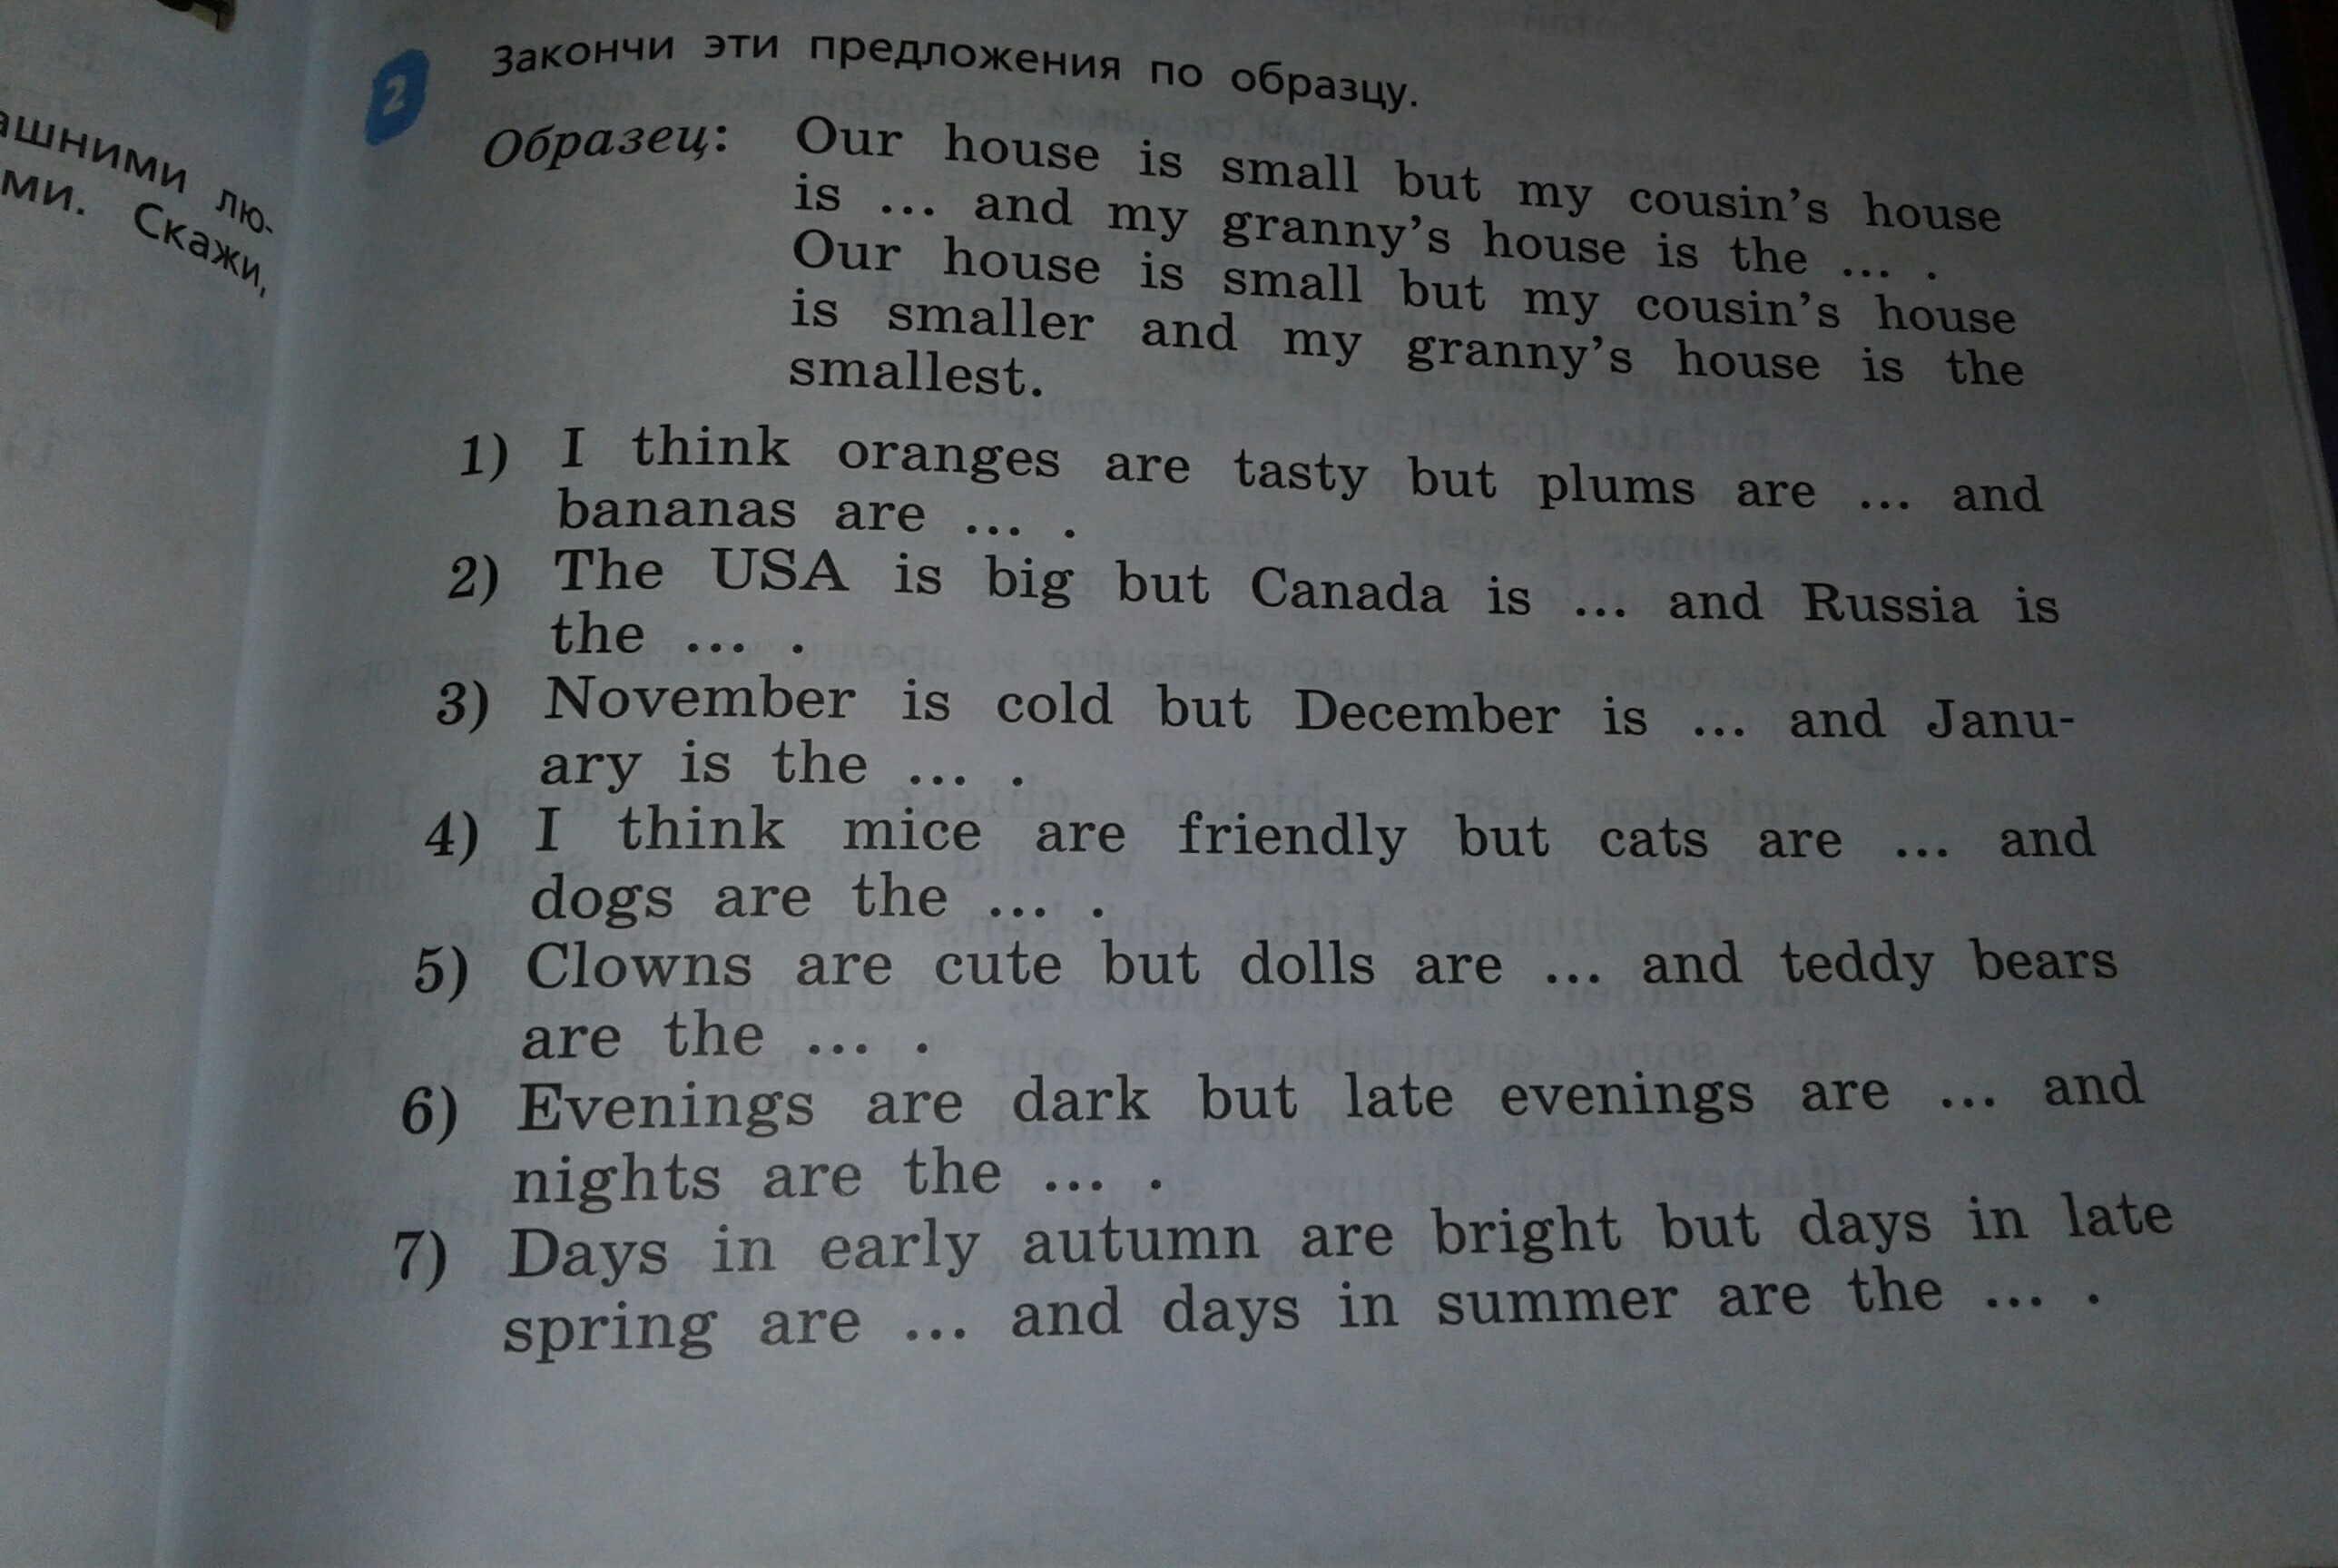 ашними лю-
ми. Скажи,
2 Закончи эти предложения по образцу.
Образец: Our house is small but my cousin's house
is ... and my granny's house is the ... .
Our house is small but my cousin's house
is smaller and my granny's house is the
smallest.
1) I think oranges are tasty but plums are ... and
bananas are ... .
2) The USA is big but Canada is ... and Russia is
the ... .
3) November is cold but December is ... and Janu-
ary is the ... .
4) I think mice are friendly but cats are ... and
dogs are the ... .
5) Clowns are cute but dolls are ... and teddy bears
are the ... .
6) Evenings are dark but late evenings are ... and
nights are the ... .
7) Days in early autumn are bright but days in late
spring are ... and days in summer are the ... .